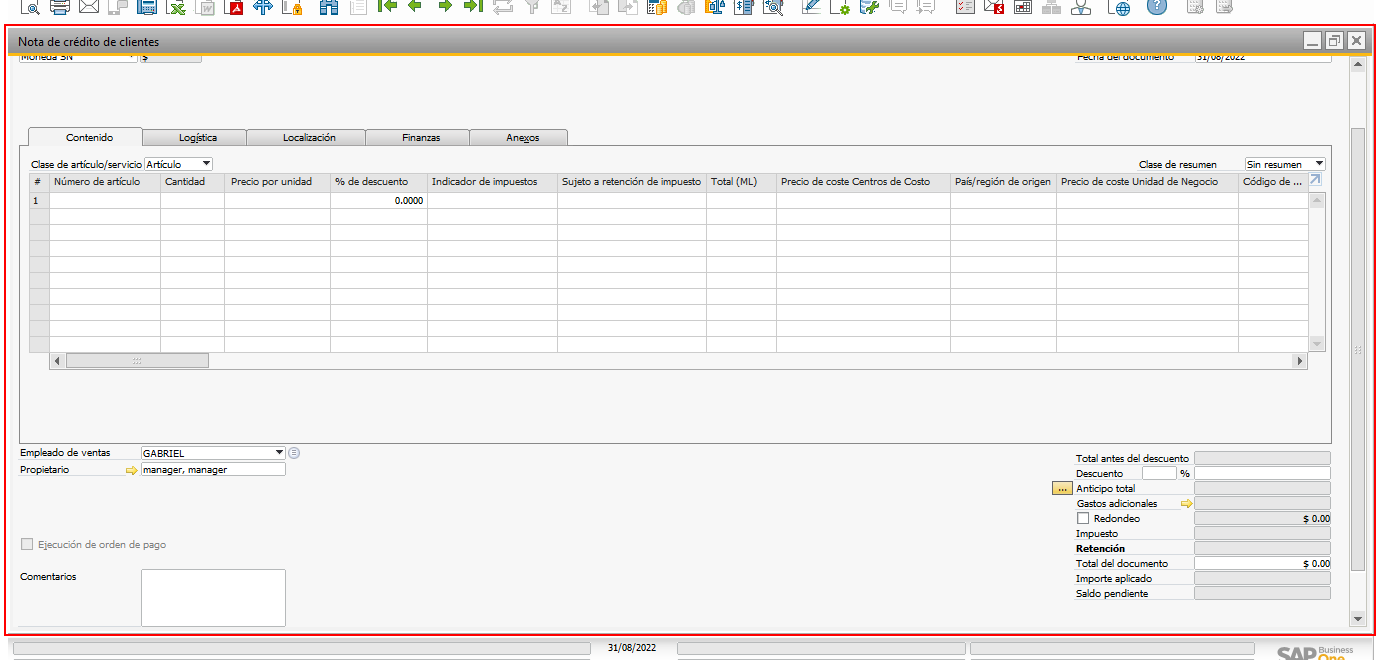 Nota de crédito de clientes
Moneda SN $ Fecha del documento 31/08/2022
Contenido Logística Localización Finanzas Anexos
Clase de artículo/servicio Artículo Clase de resumen Sin resumen
# Número de artículo Cantidad Precio por unidad % de descuento Indicador de impuestos Sujeto a retención de impuesto Total (ML) Precio de coste Centros de Costo País/región de origen Precio de coste Unidad de Negocio Código de ...
1 0.0000
Empleado de ventas GABRIEL
Propietario manager, manager
Total antes del descuento
Descuento %
... Anticipo total
Gastos adicionales
Redondeo $ 0.00
Impuesto
Ejecución de orden de pago
Retención
Total del documento $ 0.00
Comentarios
Importe aplicado
Saldo pendiente
31/08/2022
SAP Business One